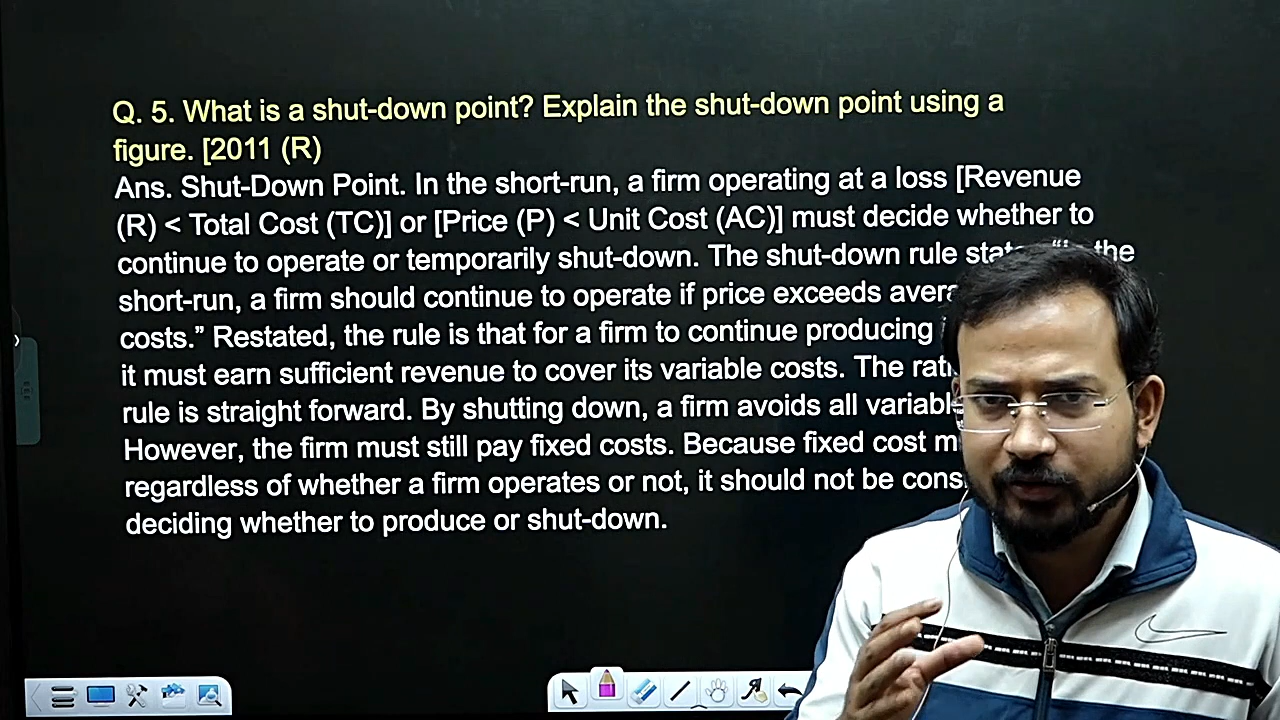 Q. 5. What is a shut-down point? Explain the shut-down point using a
figure. [2011 (R)
Ans. Shut-Down Point. In the short-run, a firm operating at a loss [Revenue
(R) < Total Cost (TC)] or [Price (P) < Unit Cost (AC)] must decide whether to
continue to operate or temporarily shut-down. The shut-down rule the
short-run, a firm should continue to operate if price exceeds
costs.” Restated, the rule is that for a firm to continue producing
it must earn sufficient revenue to cover its variable costs. The
rule is straight forward. By shutting down, a firm avoids all
However, the firm must still pay fixed costs. Because fixed cost
regardless of whether a firm operates or not, it should not be
deciding whether to produce or shut-down.